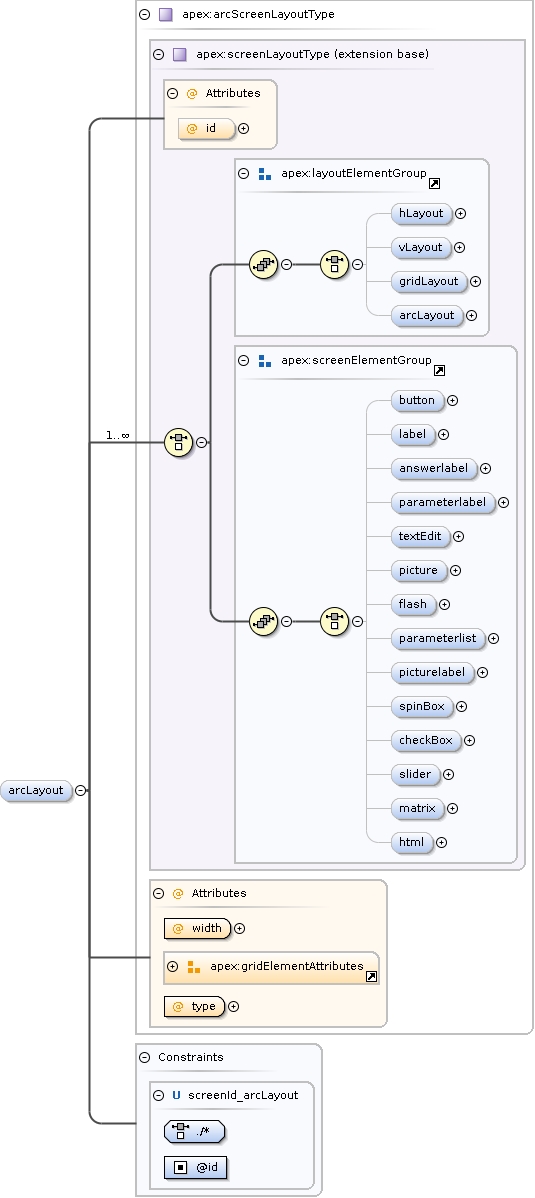 apex:arcScreenLayoutType
apex:screenLayoutType (extension base)
@ Attributes
@ id
apex:layoutElementGroup
hLayout
vLayout
gridLayout
arcLayout
apex:screenElementGroup
button
label
answerlabel
parameterlabel
textEdit
picture
flash
parameterlist
picturelabel
spinBox
checkBox
slider
matrix
html
1..∞
arcLayout
@ Attributes
@ width
apex:gridElementAttributes
@ type
Constraints
U screenId_arcLayout
./*
@id